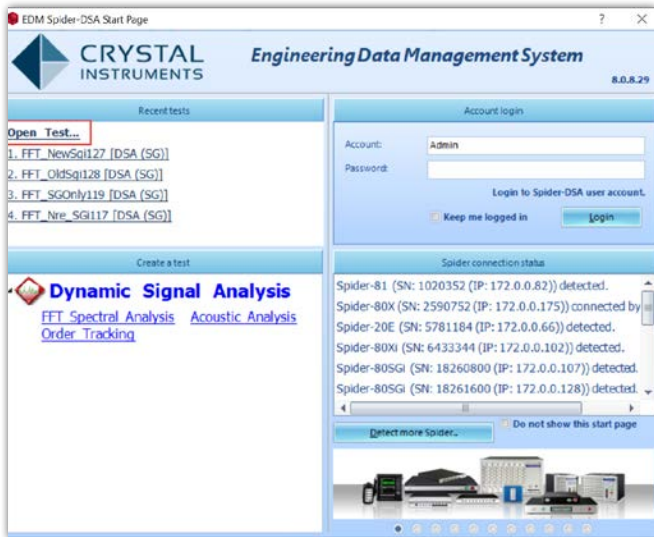 EDM Spider-DSA Start Page
CRYSTAL
INSTRUMENTS
Engineering Data Management System
8.0.8.29
Recent tests
Open Test...
1. FFT_NewSgi127 [DSA (SG)]
2. FFT_OldSgi128 [DSA (SG)]
3. FFT_SGOnly119 [DSA (SG)]
4. FFT_Nre_SGi117 [DSA (SG)]
Account login
Account:
Admin
Password:
Login to Spider-DSA user account.
Keep me logged in
Login
Create a test
Dynamic Signal Analysis
FFT Spectral Analysis Acoustic Analysis
Order Tracking
Spider connection status
Spider-81 (SN: 1020352 (IP: 172.0.0.82)) detected.
Spider-80X (SN: 2590752 (IP: 172.0.0.175)) connected by
Spider-20E (SN: 5781184 (IP: 172.0.0.66)) detected.
Spider-80Xi (SN: 6433344 (IP: 172.0.0.102)) detected.
Spider-80SGi (SN: 18260800 (IP: 172.0.0.107)) detected.
Spider-80SGi (SN: 18261600 (IP: 172.0.0.128)) detected.
Detect more Spider..
Do not show this start page